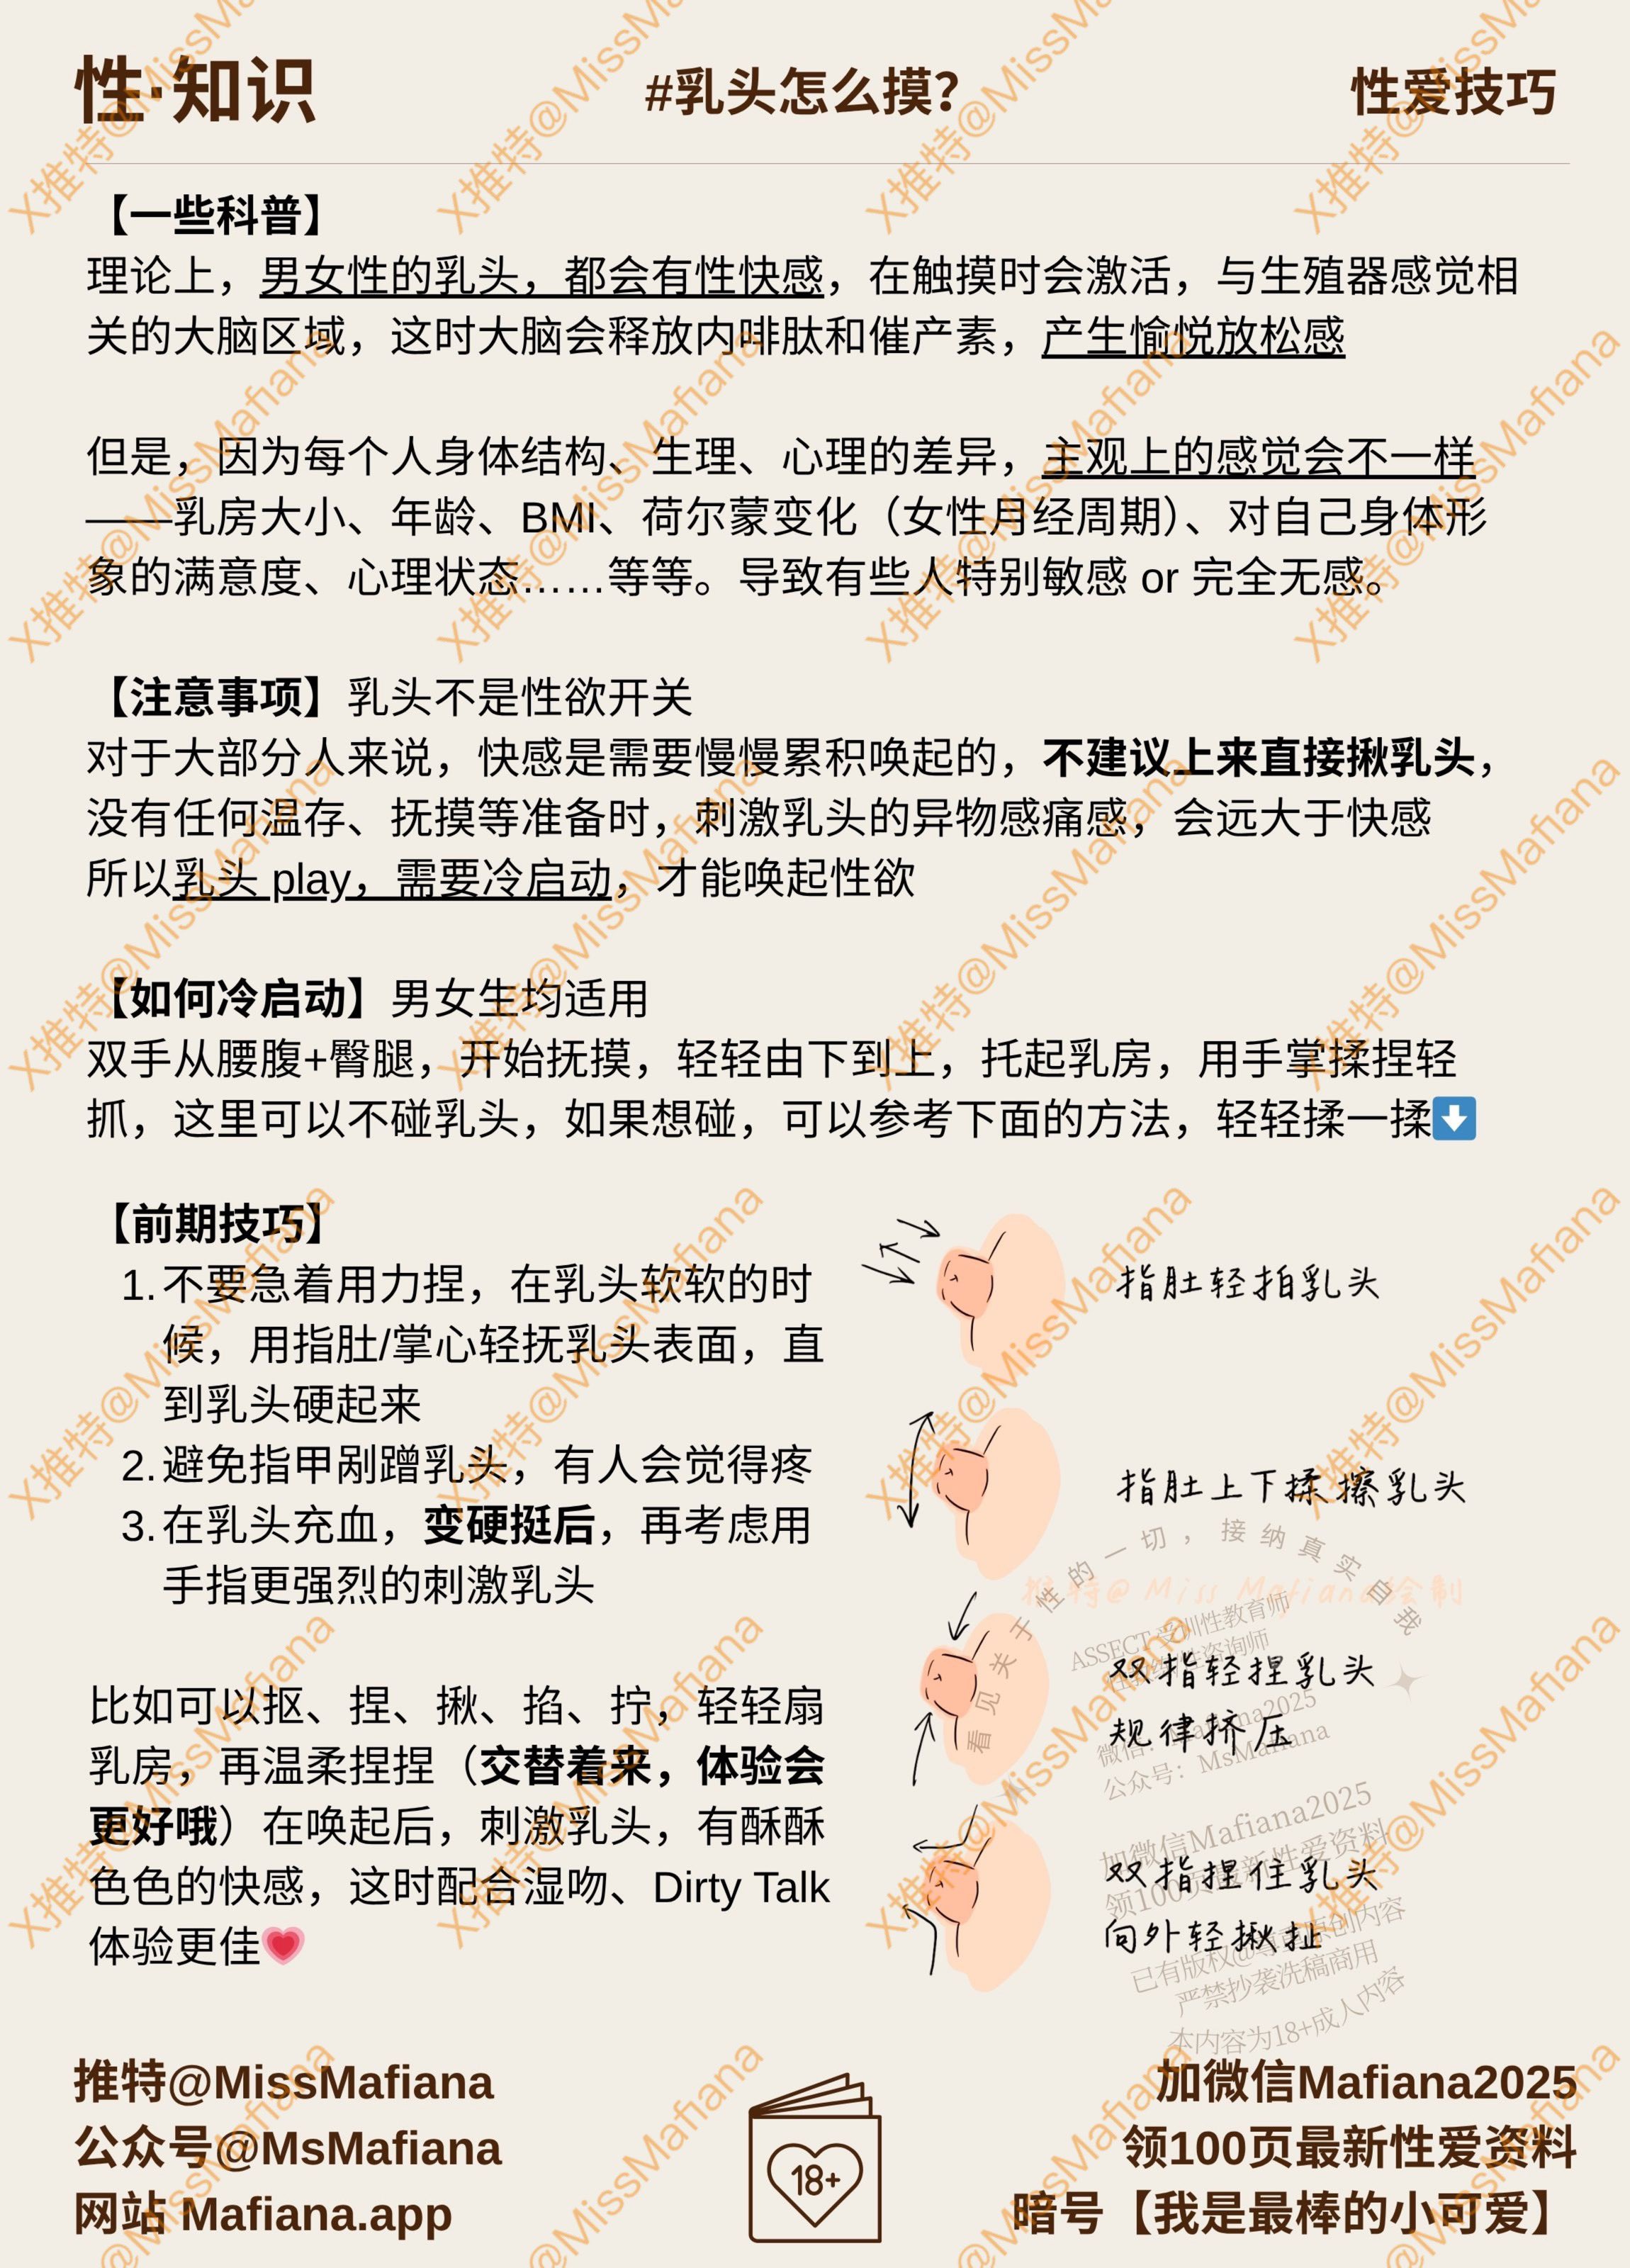 性·知识
#乳头怎么摸?
性爱技巧
【一些科普】
理论上，男女性的乳头，都会有性快感，在触摸时会激活，与生殖器感觉相
关的大脑区域，这时大脑会释放内啡肽和催产素，产生愉悦放松感
但是，因为每个人身体结构、生理、心理的差异，主观上的感觉会不一样
——乳房大小、年龄、BMI、荷尔蒙变化（女性月经周期）、对自己身体形
象的满意度、心理状态……等等。导致有些人特别敏感 or 完全无感。
【注意事项】乳头不是性欲开关
对于大部分人来说，快感是需要慢慢累积唤起的，不建议上来直接揪乳头，
没有任何温存、抚摸等准备时，刺激乳头的异物感痛感，会远大于快感
所以乳头 play，需要冷启动，才能唤起性欲
【如何冷启动】男女生均适用
双手从腰腹+臀腿，开始抚摸，轻轻由下到上，托起乳房，用手掌揉捏轻
抓，这里可以不碰乳头，如果想碰，可以参考下面的方法，轻轻揉一揉⬇️
【前期技巧】
1. 不要急着用力捏，在乳头软软的时
候，用指肚/掌心轻抚乳头表面，直
到乳头硬起来
2. 避免指甲剐蹭乳头，有人会觉得疼
3. 在乳头充血，变硬挺后，再考虑用
手指更强烈的刺激乳头
比如可以抠、捏、揪、掐、拧，轻轻扇
乳房，再温柔捏捏（交替着来，体验会
更好哦）在唤起后，刺激乳头，有酥酥
色色的快感，这时配合湿吻、Dirty Talk
体验更佳💗
指肚轻拍乳头
指肚上下揉擦乳头
推特@Miss Mafiana绘制
双指轻捏乳头
规律挤压
双指捏住乳头
向外轻揪扯
看见关于性的一切，接纳真实自我
ASSECT 受训性教育师
性咨询师
微信：Mafiana2025
公众号：MsMafiana
加微信Mafiana2025
领100页最新性爱资料
已有版权@尊重原创内容
严禁抄袭洗稿商用
本内容为18+成人内容
推特@MissMafiana
公众号@MsMafiana
网站 Mafiana.app
18+
加微信Mafiana2025
领100页最新性爱资料
暗号【我是最棒的小可爱】
X推特@MissMafiana